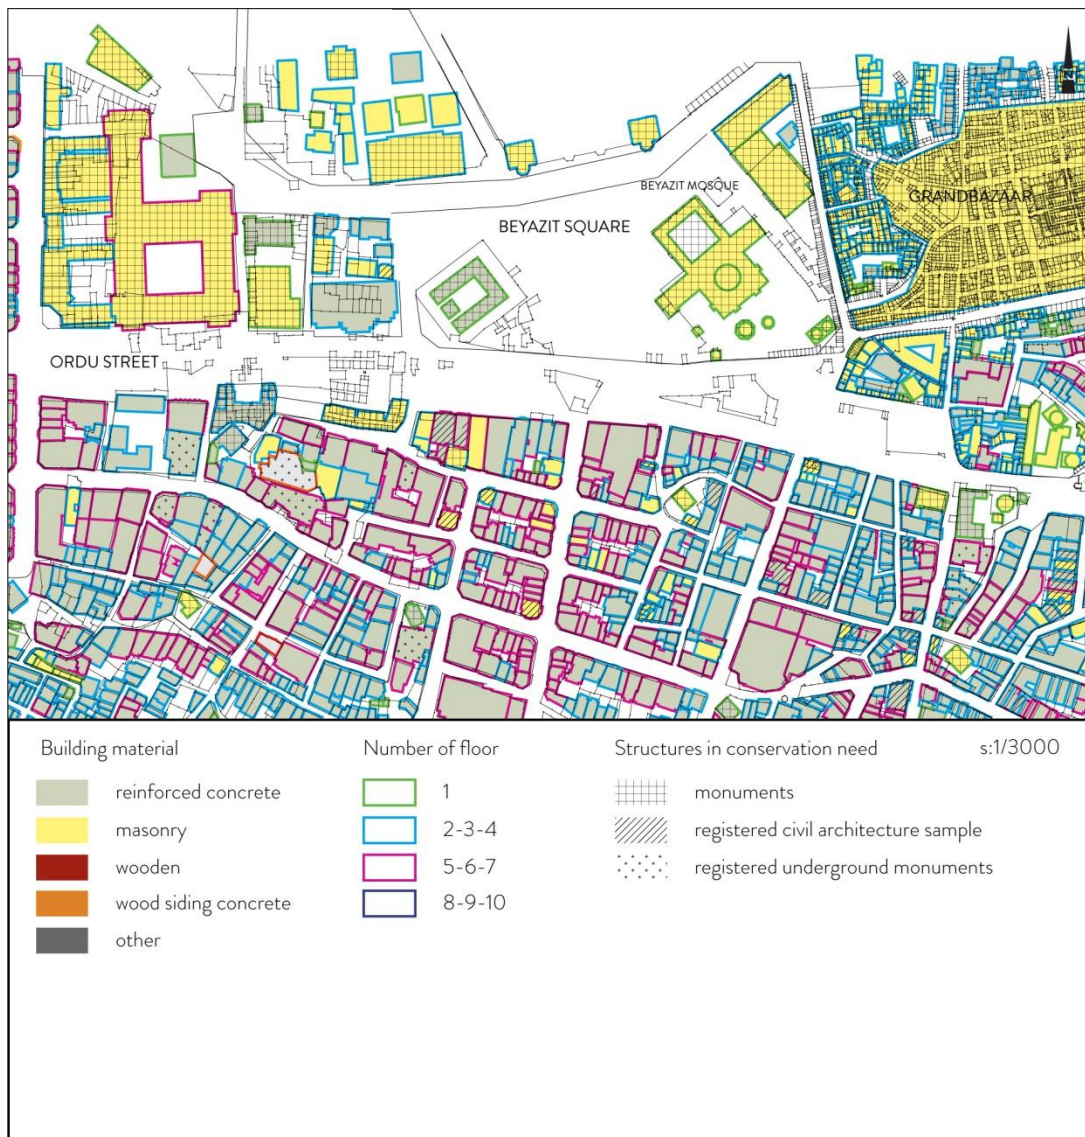 N
BEYAZIT MOSQUE
GRANDBAZAAR
BEYAZIT SQUARE
ORDU STREET
Building material
reinforced concrete
masonry
wooden
wood siding concrete
other
Number of floor
1
2-3-4
5-6-7
8-9-10
Structures in conservation need
monuments
registered civil architecture sample
registered underground monuments
s:1/3000